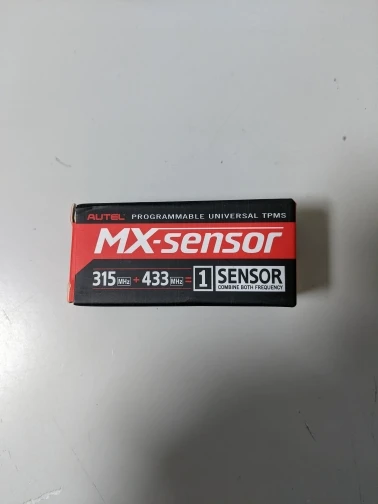 AUTEL PROGRAMMABLE UNIVERSAL TPMS
MX-sensor
315 MHz + 433 MHz = 1 SENSOR
COMBINE BOTH FREQUENCY